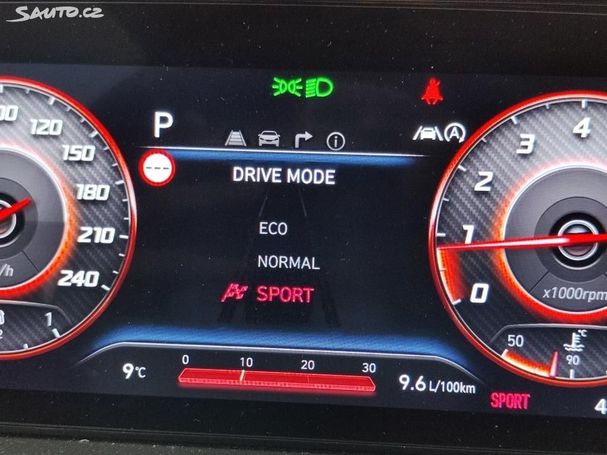 SAUTO.CZ
P
DRIVE MODE
ECO
NORMAL
SPORT
120
150
180
210
240
1
4
3
2
1
0
x1000rpm
50
°C
90
9°C
0 10 20 30
9.6 L/100km
SPORT